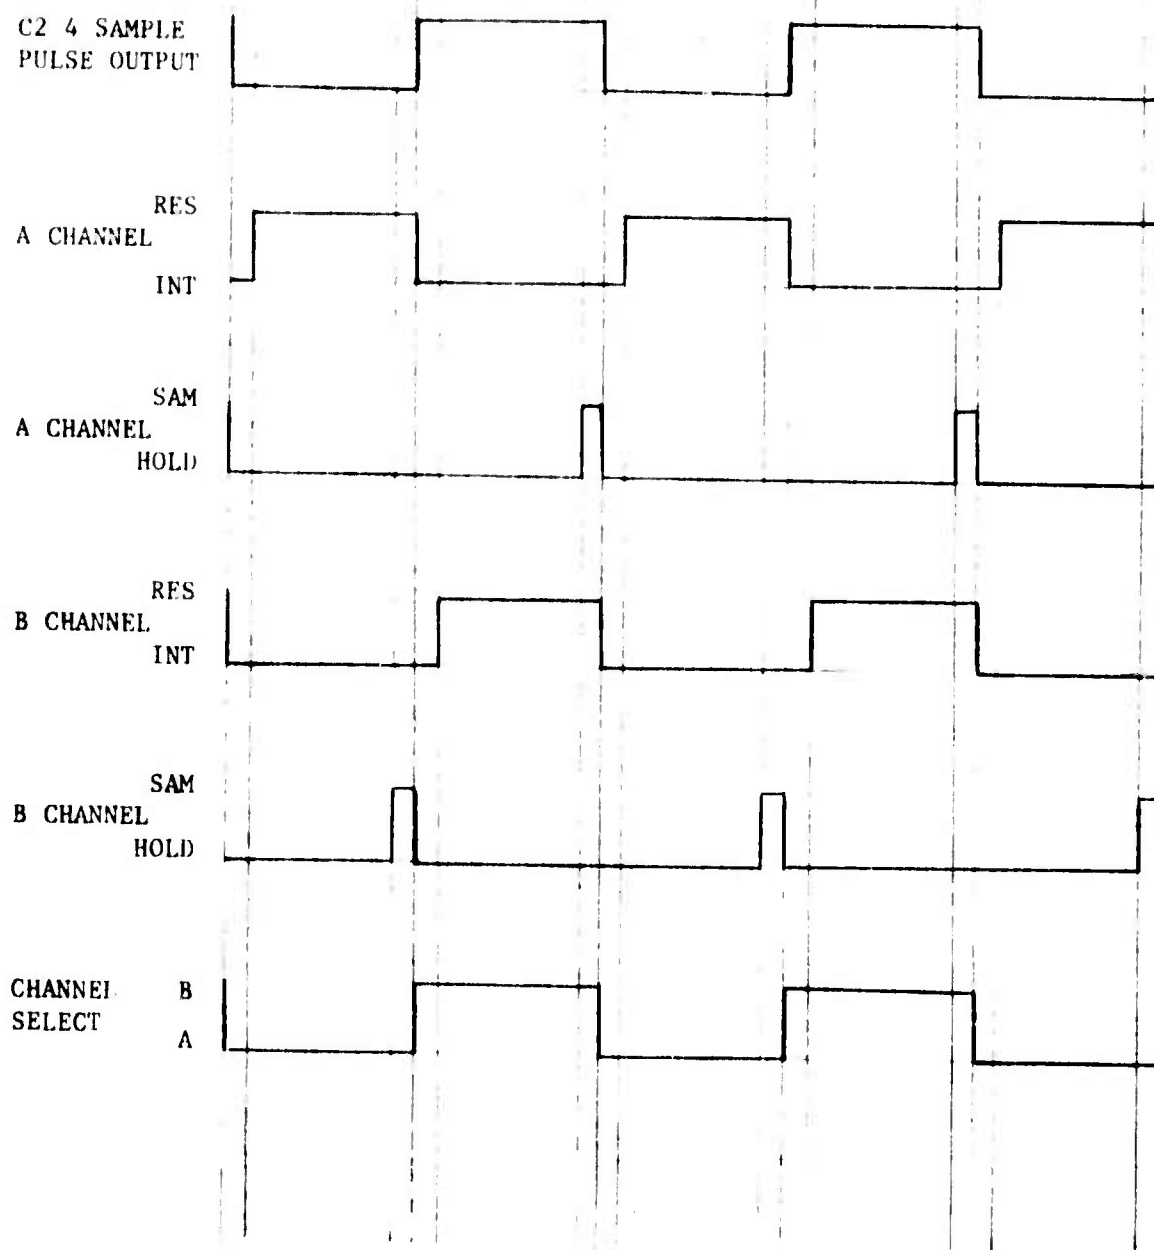 C2 4 SAMPLE
PULSE OUTPUT
RES
A CHANNEL
INT
SAM
A CHANNEL
HOLD
RES
B CHANNEL
INT
SAM
B CHANNEL
HOLD
CHANNEL B
SELECT
A